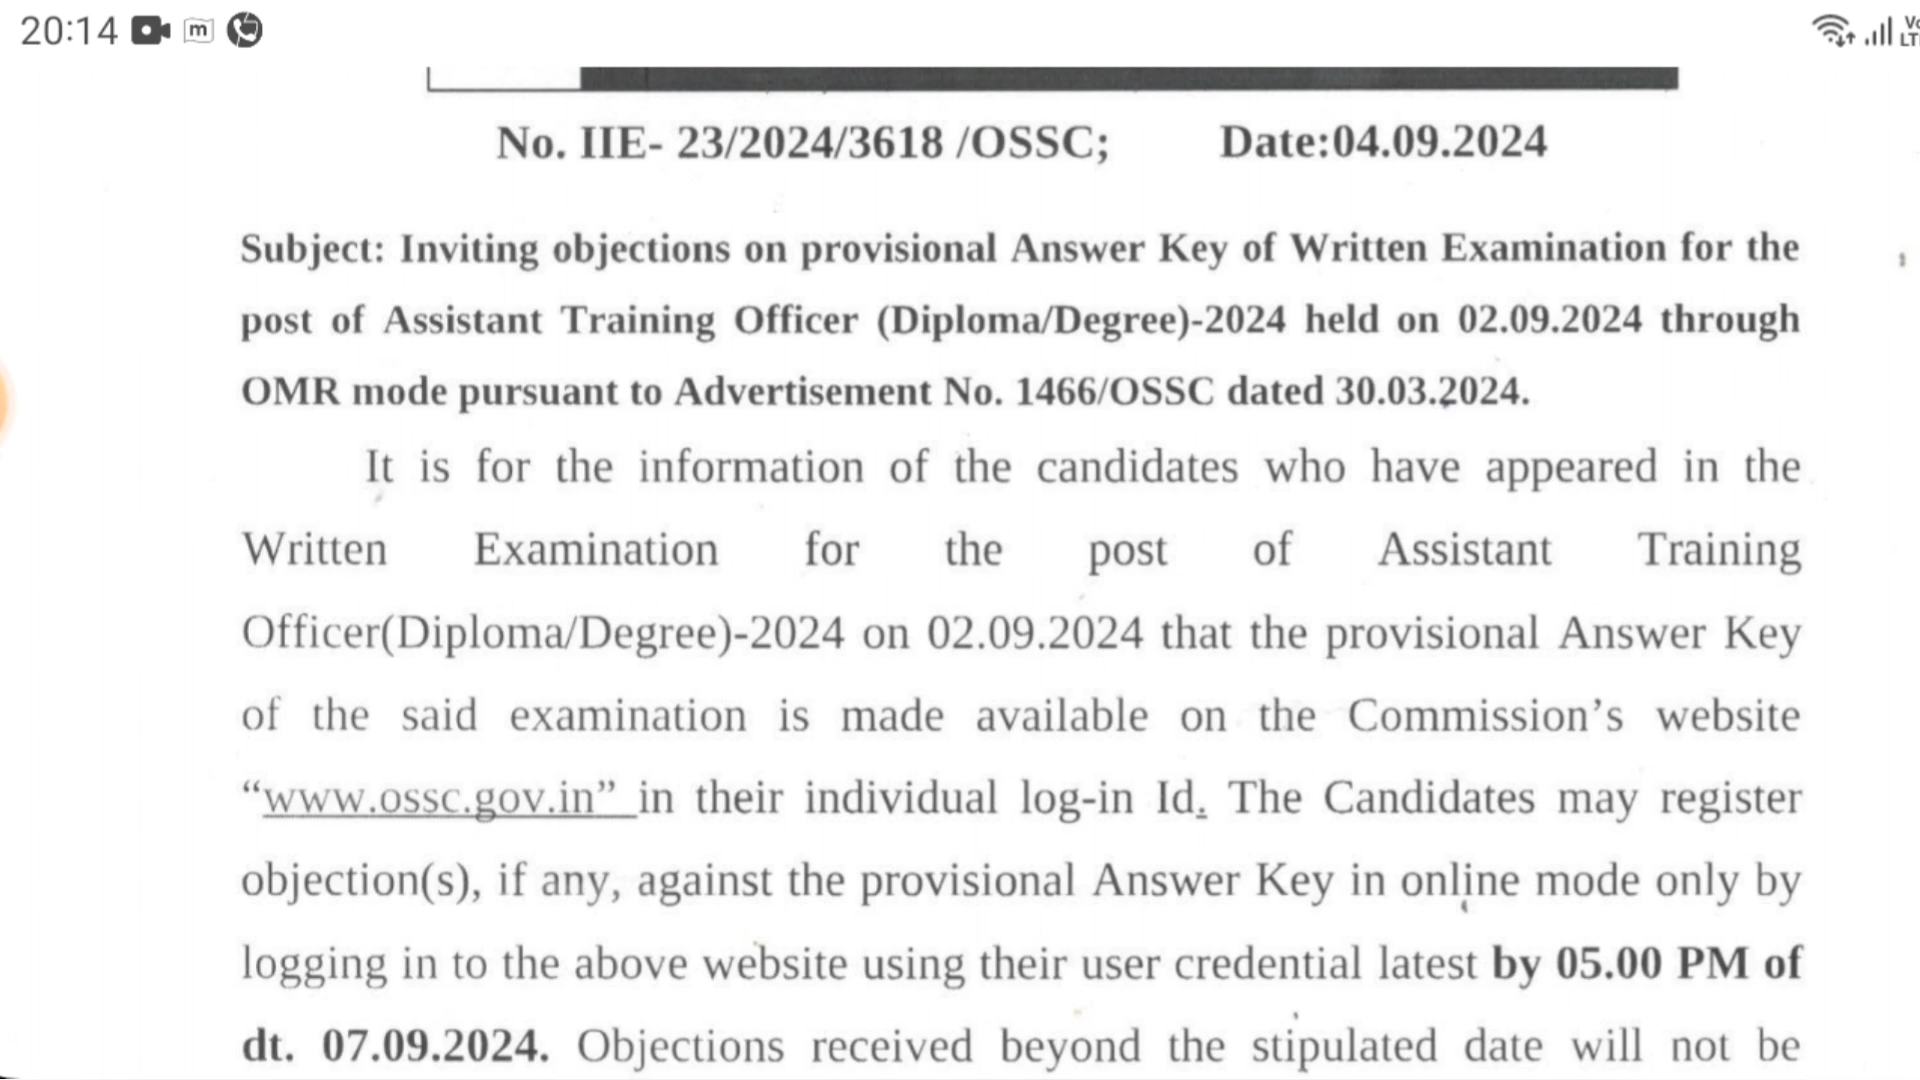 20:14
No. IIE- 23/2024/3618 /OSSC; Date:04.09.2024
Subject: Inviting objections on provisional Answer Key of Written Examination for the
post of Assistant Training Officer (Diploma/Degree)-2024 held on 02.09.2024 through
OMR mode pursuant to Advertisement No. 1466/OSSC dated 30.03.2024.
It is for the information of the candidates who have appeared in the
Written Examination for the post of Assistant Training
Officer(Diploma/Degree)-2024 on 02.09.2024 that the provisional Answer Key
of the said examination is made available on the Commission’s website
“www.ossc.gov.in” in their individual log-in Id. The Candidates may register
objection(s), if any, against the provisional Answer Key in online mode only by
logging in to the above website using their user credential latest by 05.00 PM of
dt. 07.09.2024. Objections received beyond the stipulated date will not be